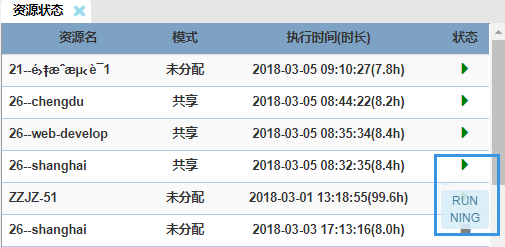 资源状态
资源名 模式 执行时间(时长) 状态
21--é›‡æˆæµ‹è¯1 未分配 2018-03-05 09:10:27(7.8h)
26--chengdu 共享 2018-03-05 08:44:22(8.2h)
26--web-develop 共享 2018-03-05 08:35:34(8.4h)
26--shanghai 共享 2018-03-05 08:32:35(8.4h)
ZZJZ-51 未分配 2018-03-01 13:18:55(99.6h)
RUN
NING
26--shanghai 未分配 2018-03-03 17:13:16(8.0h)